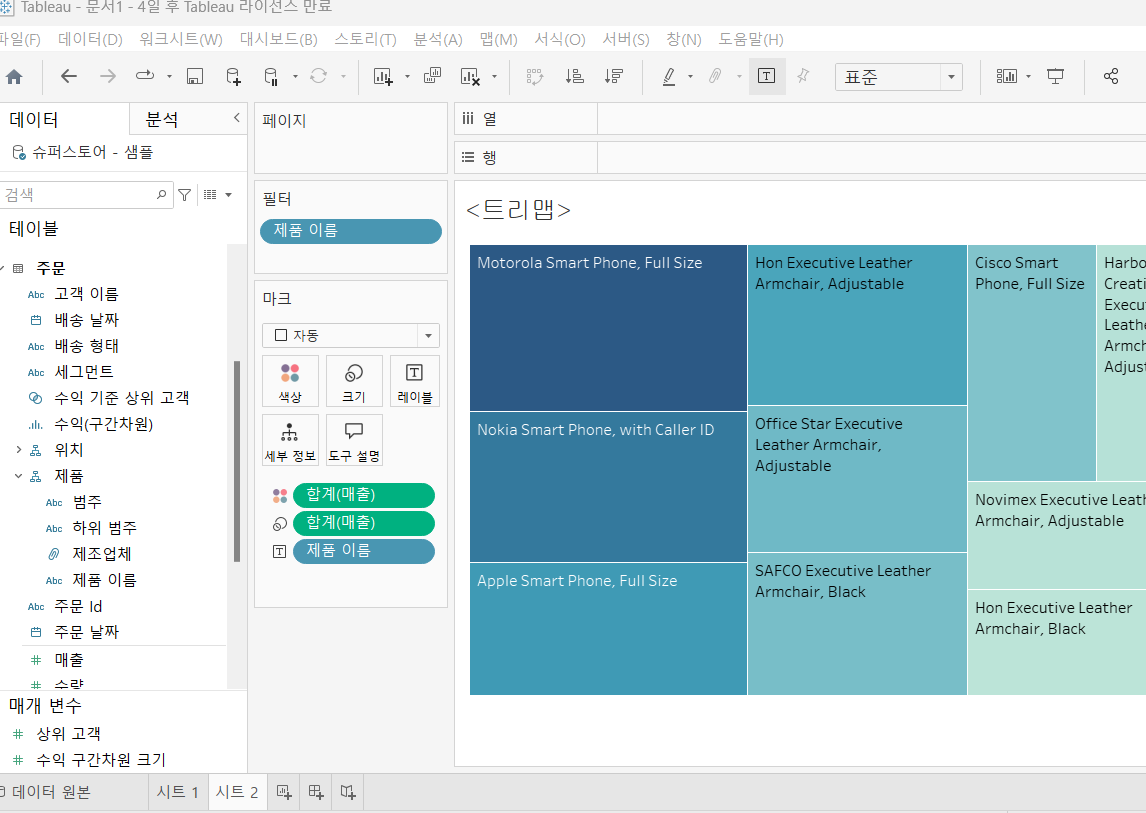 Tableau - 문서1 - 4일 후 Tableau 라이선스 만료
파일(F) 데이터(D) 워크시트(W) 대시보드(B) 스토리(T) 분석(A) 맵(M) 서식(O) 서버(S) 창(N) 도움말(H)
표준
데이터
분석
슈퍼스토어 - 샘플
검색
테이블
주문
Abc 고객 이름
배송 날짜
Abc 배송 형태
Abc 세그먼트
수익 기준 상위 고객
수익(구간차원)
위치
제품
Abc 범주
Abc 하위 범주
제조업체
Abc 제품 이름
Abc 주문 Id
주문 날짜
매출
수량
매개 변수
상위 고객
수익 구간차원 크기
페이지
필터
제품 이름
마크
자동
색상
크기
레이블
세부 정보
도구 설명
합계(매출)
합계(매출)
제품 이름
열
행
<트리맵>
Motorola Smart Phone, Full Size
Nokia Smart Phone, with Caller ID
Apple Smart Phone, Full Size
Hon Executive Leather
Armchair, Adjustable
Office Star Executive
Leather Armchair,
Adjustable
SAFCO Executive Leather
Armchair, Black
Cisco Smart
Phone, Full Size
Harbo
Creati
Execu
Leathe
Armch
Adjust
Novimex Executive Leath
Armchair, Adjustable
Hon Executive Leather
Armchair, Black
데이터 원본
시트 1
시트 2